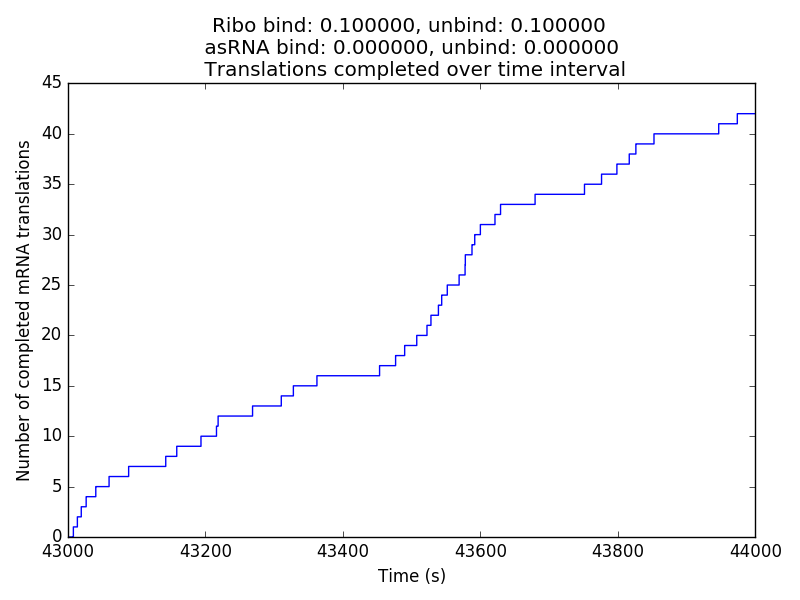 Ribo bind: 0.100000, unbind: 0.100000
asRNA bind: 0.000000, unbind: 0.000000
Translations completed over time interval
45
40
35
30
25
20
15
10
5
0
Number of completed mRNA translations
43000 43200 43400 43600 43800 44000
Time (s)